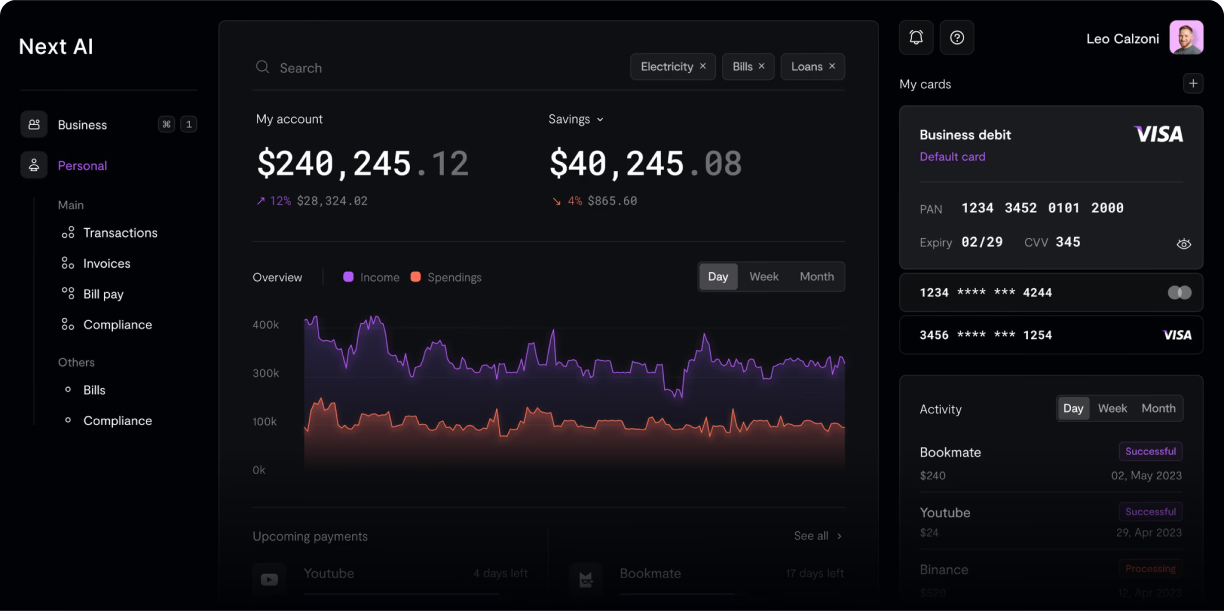 Next AI
Business ⌘ 1
Personal
Main
Transactions
Invoices
Bill pay
Compliance
Others
Bills
Compliance
Search
Electricity × Bills × Loans ×
My account
$240,245.12
↗ 12% $28,324.02
Savings
$40,245.08
↘ 4% $865.60
Overview Income Spendings
Day Week Month
400k
300k
100k
0k
Upcoming payments See all >
Youtube 4 days left
Bookmate 17 days left
Leo Calzoni
My cards +
Business debit VISA
Default card
PAN 1234 3452 0101 2000
Expiry 02/29 CVV 345
1234 **** *** 4244
3456 **** *** 1254 VISA
Activity Day Week Month
Bookmate Successful
$240 02, May 2023
Youtube Successful
$24 29, Apr 2023
Binance Processing
$520 12, Apr 2023